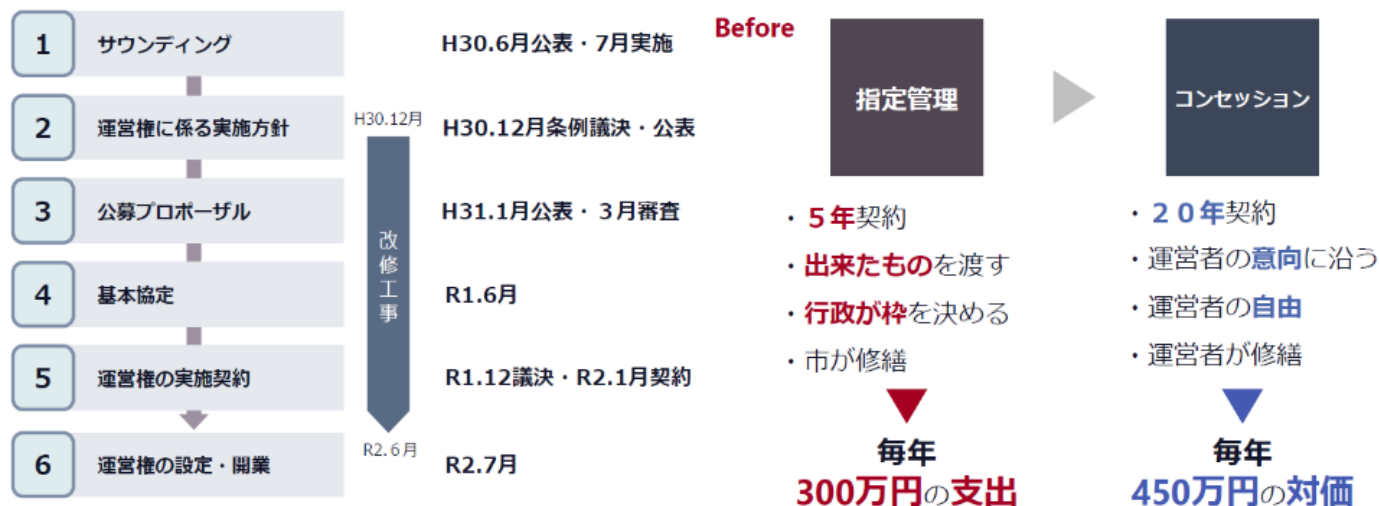 1 サウンディング H30.6月公表・7月実施
2 運営権に係る実施方針 H30.12月条例議決・公表
3 公募プロポーザル H31.1月公表・３月審査
4 基本協定 R1.6月
5 運営権の実施契約 R1.12議決・R2.1月契約
6 運営権の設定・開業 R2.7月
H30.12月
改修工事
R2.6月
Before
指定管理
・５年契約
・出来たものを渡す
・行政が枠を決める
・市が修繕
毎年
300万円の支出
コンセッション
・２０年契約
・運営者の意向に沿う
・運営者の自由
・運営者が修繕
毎年
450万円の対価